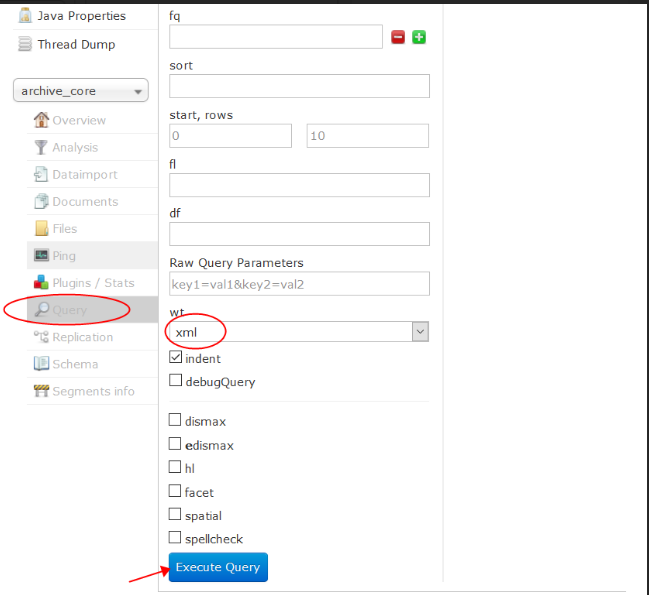 Java Properties
Thread Dump
archive_core
Overview
Analysis
Dataimport
Documents
Files
Ping
Plugins / Stats
Query
Replication
Schema
Segments info
fq
sort
start, rows
0
10
fl
df
Raw Query Parameters
key1=val1&key2=val2
wt
xml
indent
debugQuery
dismax
edismax
hl
facet
spatial
spellcheck
Execute Query